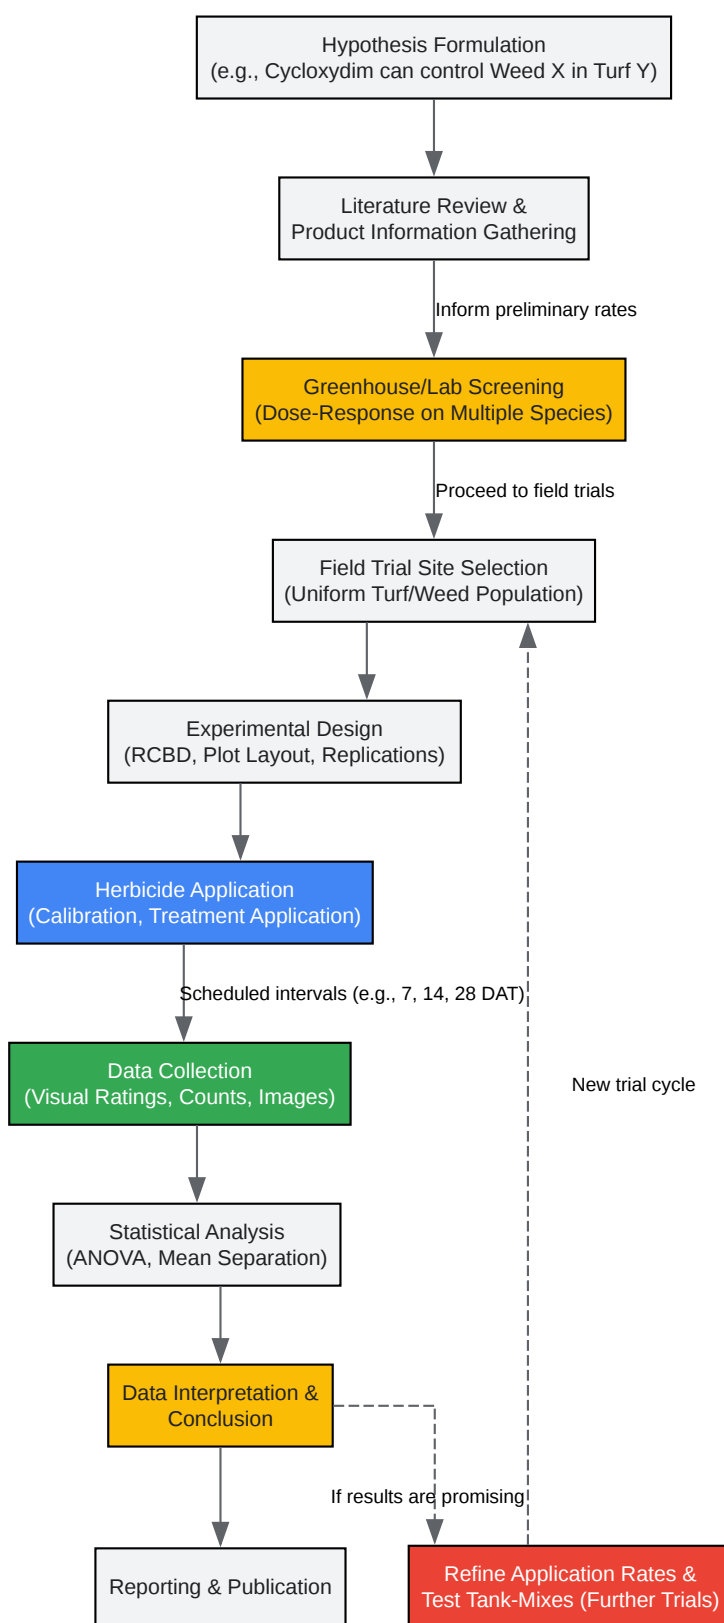 Hypothesis Formulation
(e.g., Cycloxydim can control Weed X in Turf Y)
Literature Review &
Product Information Gathering
Inform preliminary rates
Greenhouse/Lab Screening
(Dose-Response on Multiple Species)
Proceed to field trials
Field Trial Site Selection
(Uniform Turf/Weed Population)
Experimental Design
(RCBD, Plot Layout, Replications)
Herbicide Application
(Calibration, Treatment Application)
Scheduled intervals (e.g., 7, 14, 28 DAT)
Data Collection
(Visual Ratings, Counts, Images)
New trial cycle
Statistical Analysis
(ANOVA, Mean Separation)
Data Interpretation &
Conclusion
If results are promising
Reporting & Publication
Refine Application Rates &
Test Tank-Mixes (Further Trials)